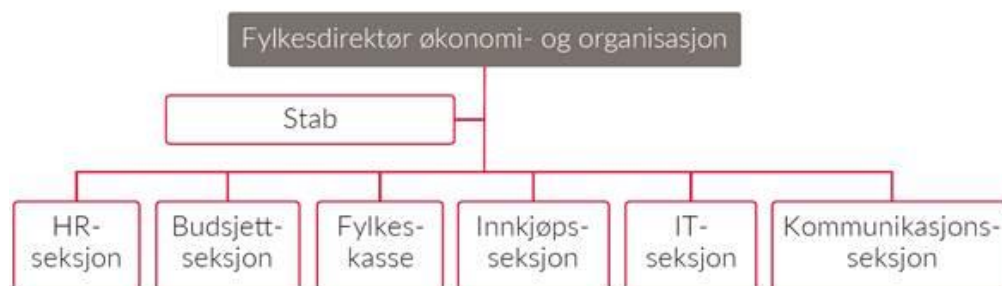 Fylkesdirektør økonomi- og organisasjon
Stab
HR-
seksjon
Budsjett-
seksjon
Fylkes-
kasse
Innkjøps-
seksjon
IT-
seksjon
Kommunikasjons-
seksjon